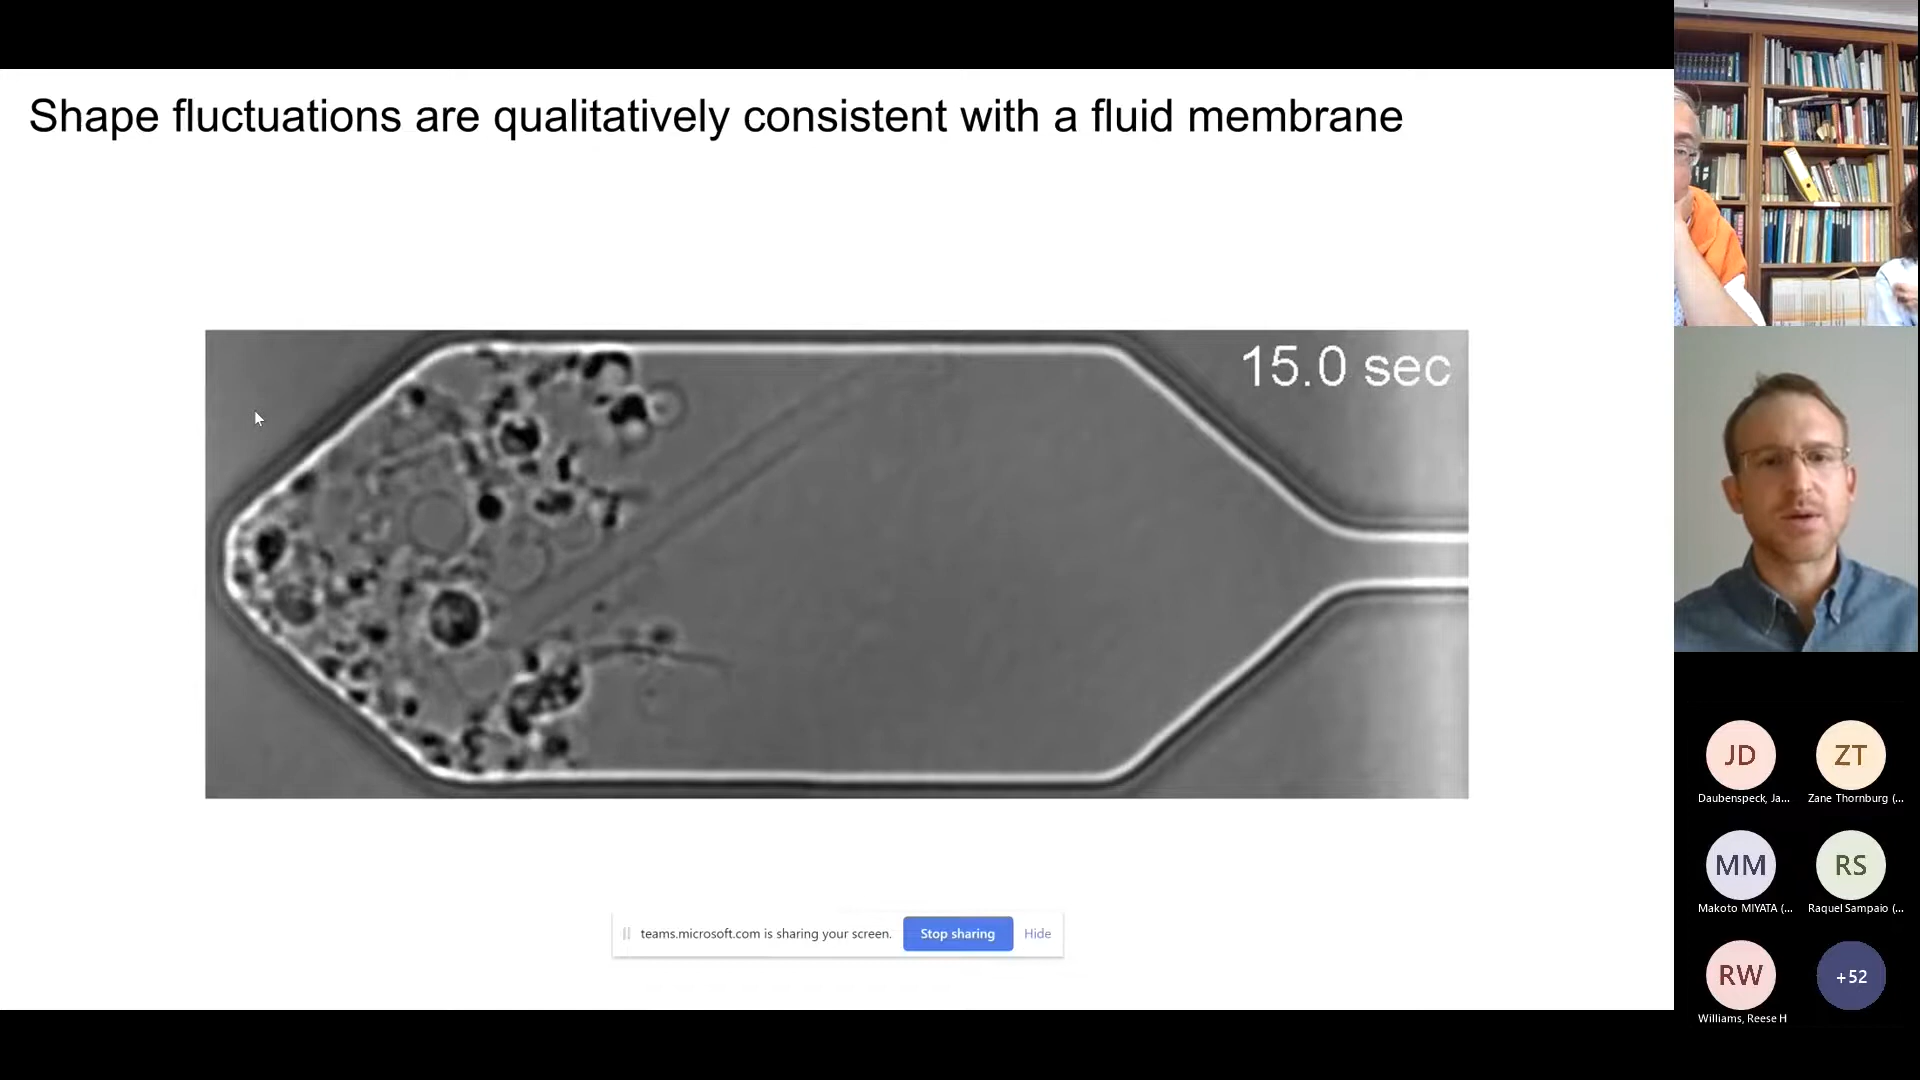 Shape fluctuations are qualitatively consistent with a fluid membrane
15.0 sec
teams.microsoft.com is sharing your screen.
Stop sharing
Hide
JD
Daubenspeck, Ja...
ZT
Zane Thornburg (...
MM
Makoto MIYATA (...
RS
Raquel Sampaio (...
RW
Williams, Reese H
+52